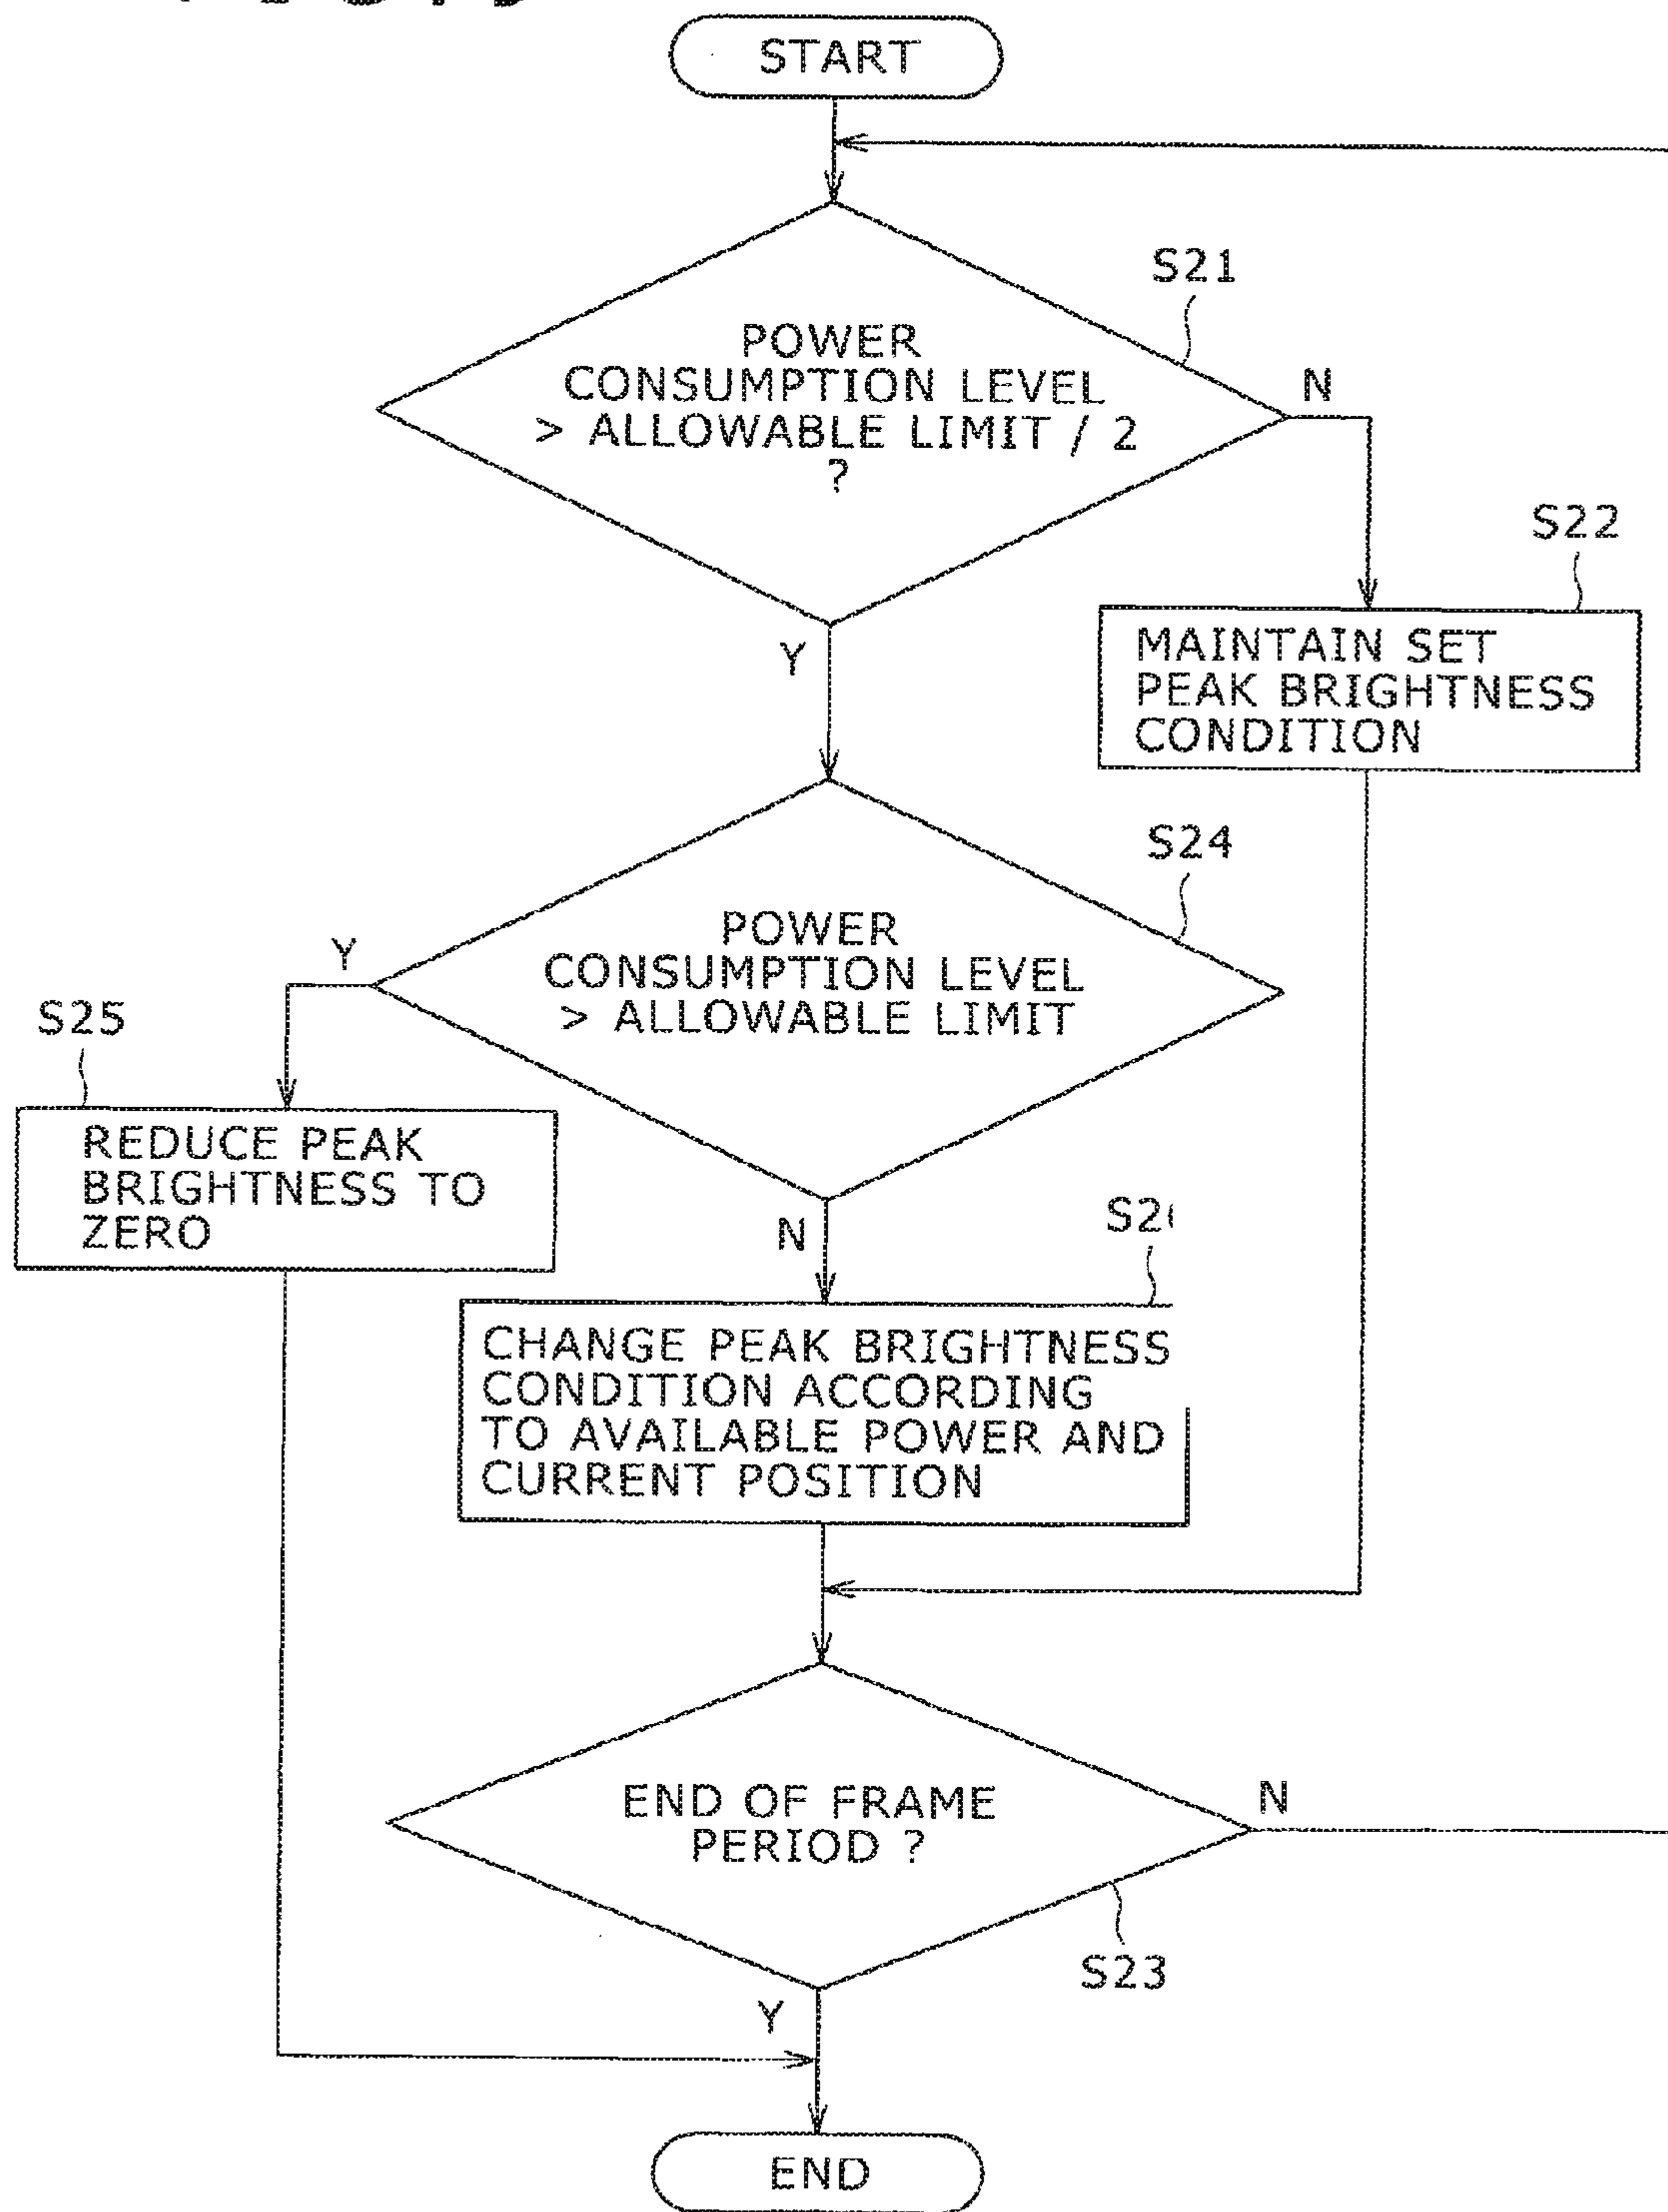 START
S21
POWER
CONSUMPTION LEVEL
> ALLOWABLE LIMIT / 2
?
N
Y
S22
MAINTAIN SET
PEAK BRIGHTNESS
CONDITION
S24
POWER
CONSUMPTION LEVEL
> ALLOWABLE LIMIT
Y
N
S25
REDUCE PEAK
BRIGHTNESS TO
ZERO
CHANGE PEAK BRIGHTNESS
CONDITION ACCORDING
TO AVAILABLE POWER AND
CURRENT POSITION
END OF FRAME
PERIOD ?
N
S23
Y
END